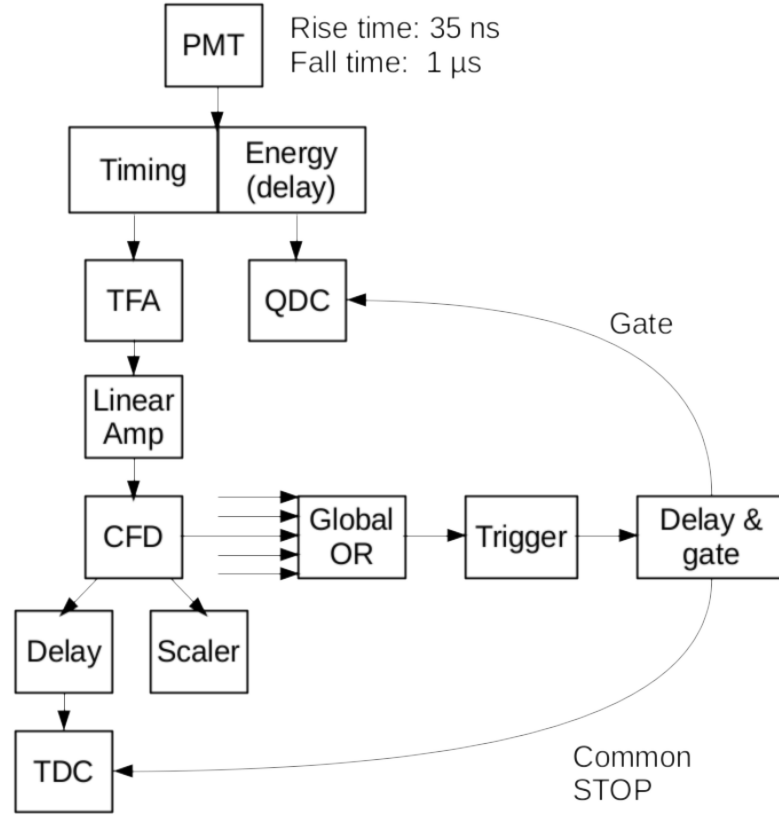 PMT
Rise time: 35 ns
Fall time: 1 µs
Timing
Energy
(delay)
TFA
QDC
Gate
Linear
Amp
CFD
Global
OR
Trigger
Delay &
gate
Delay
Scaler
TDC
Common
STOP